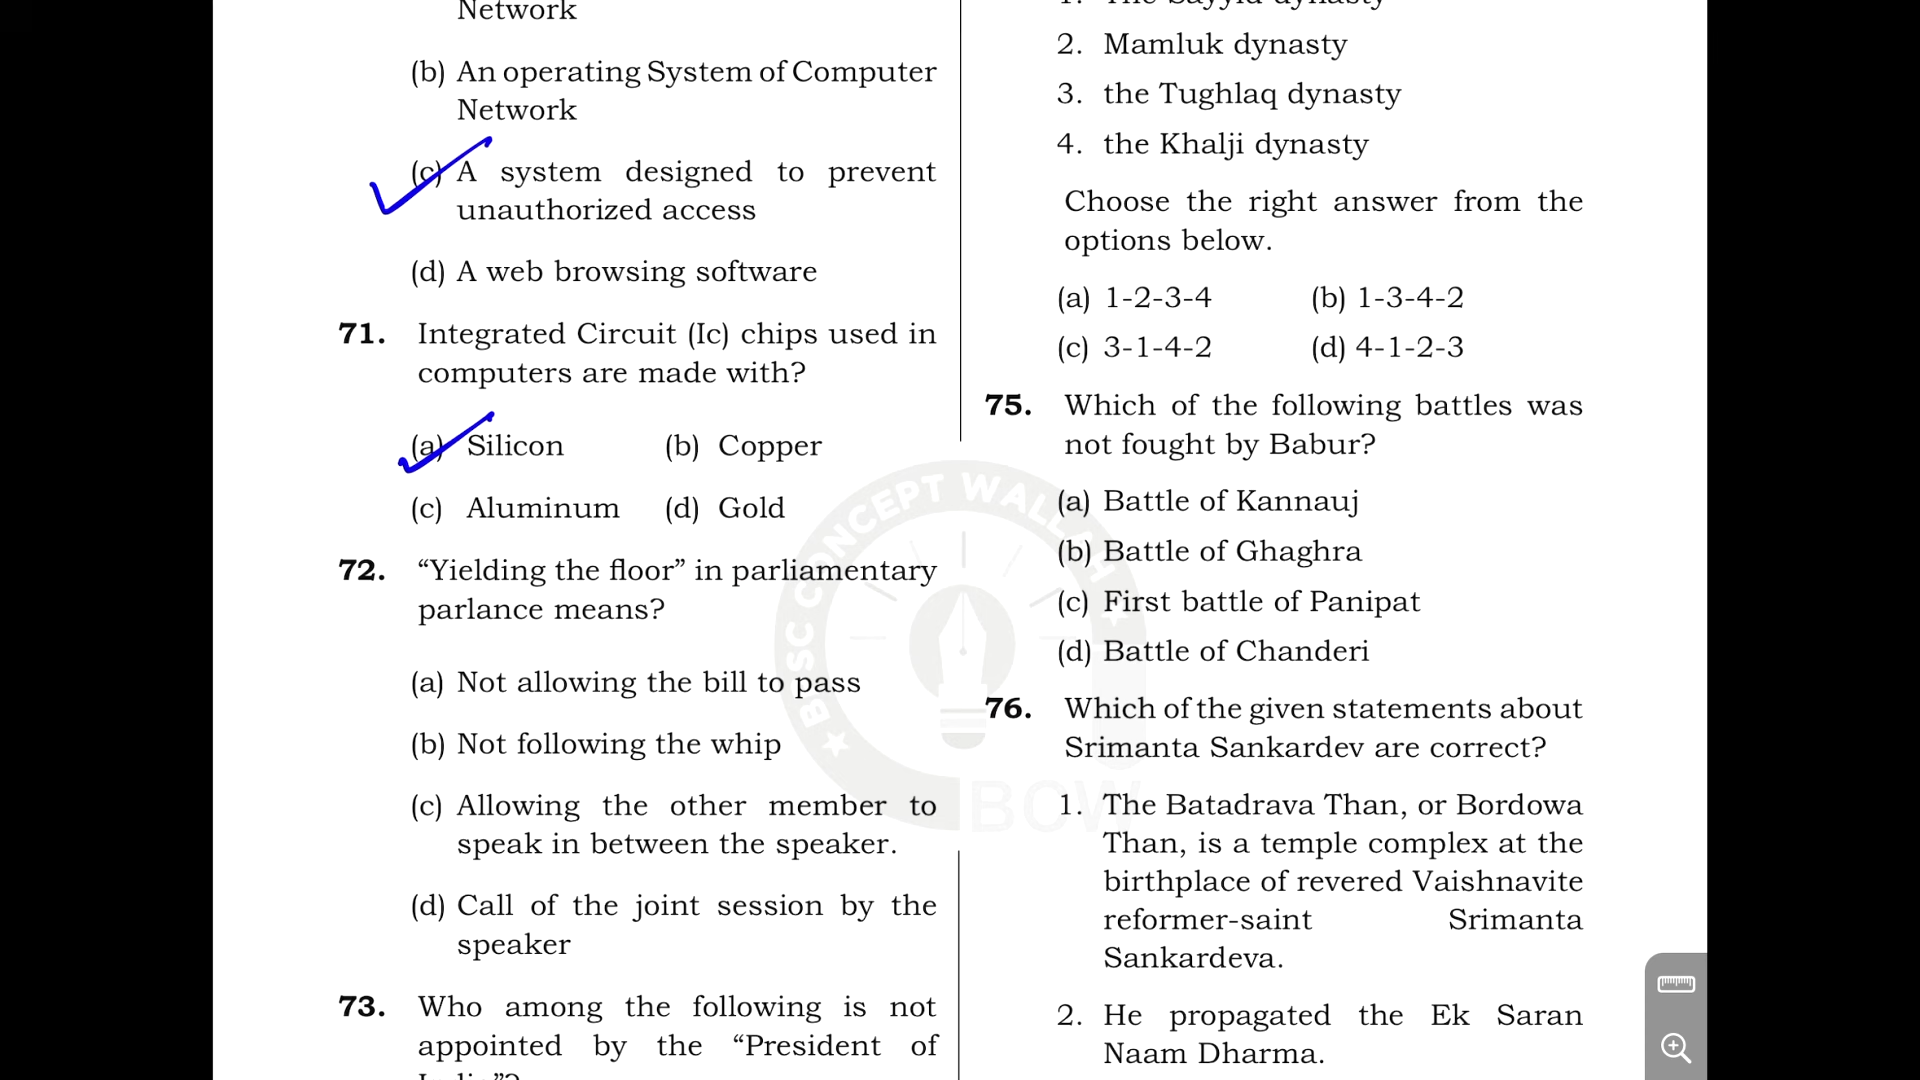 Network
(b) An operating System of Computer
Network
(c) A system designed to prevent
unauthorized access
(d) A web browsing software
71. Integrated Circuit (Ic) chips used in
computers are made with?
(a) Silicon (b) Copper
(c) Aluminum (d) Gold
72. “Yielding the floor” in parliamentary
parlance means?
(a) Not allowing the bill to pass
(b) Not following the whip
(c) Allowing the other member to
speak in between the speaker.
(d) Call of the joint session by the
speaker
73. Who among the following is not
appointed by the “President of
India”?
1. The Sayyid dynasty
2. Mamluk dynasty
3. the Tughlaq dynasty
4. the Khalji dynasty
Choose the right answer from the
options below.
(a) 1-2-3-4 (b) 1-3-4-2
(c) 3-1-4-2 (d) 4-1-2-3
75. Which of the following battles was
not fought by Babur?
(a) Battle of Kannauj
(b) Battle of Ghaghra
(c) First battle of Panipat
(d) Battle of Chanderi
76. Which of the given statements about
Srimanta Sankardev are correct?
1. The Batadrava Than, or Bordowa
Than, is a temple complex at the
birthplace of revered Vaishnavite
reformer-saint Srimanta
Sankardeva.
2. He propagated the Ek Saran
Naam Dharma.
BPSC CONCEPT WALLAH
BCW